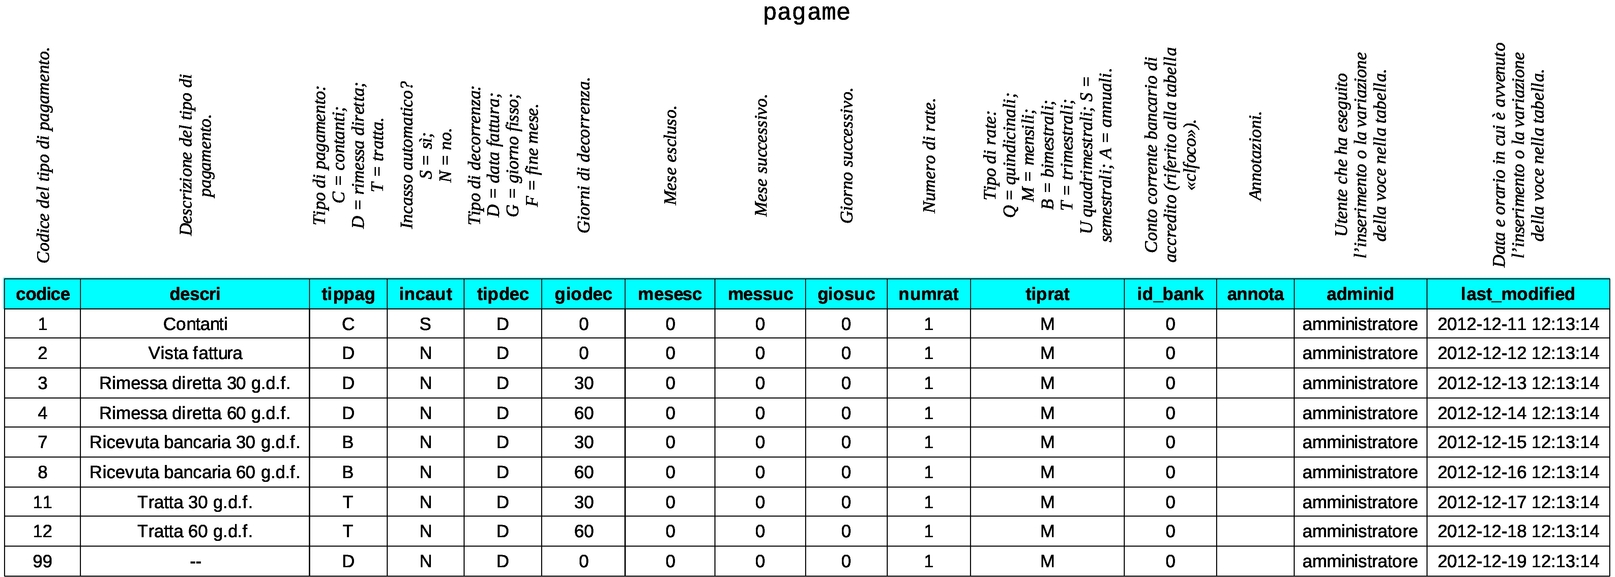 pagame
Codice del tipo di pagamento.
Descrizione del tipo di
pagamento.
Tipo di pagamento:
C = contanti;
D = rimessa diretta;
T = tratta.
Incasso automatico?
S = sì;
N = no.
Tipo di decorrenza:
D = data fattura;
G = giorno fisso;
F = fine mese.
Giorni di decorrenza.
Mese escluso.
Mese successivo.
Giorno successivo.
Numero di rate.
Tipo di rate:
Q = quindicinali;
M = mensili;
B = bimestrali;
T = trimestrali;
U quadrimestrali; S =
semestrali; A = annuali.
Conto corrente bancario di
accredito (riferito alla tabella
«clfoco»).
Annotazioni.
Utente che ha eseguito
l'inserimento o la variazione
della voce nella tabella.
Data e orario in cui è avvenuto
l'inserimento o la variazione
della voce nella tabella.
codice descri tippag incaut tipdec giodec mesesc messuc giosuc numrat tiprat id_bank annota adminid last_modified
1 Contanti C S D 0 0 0 0 1 M 0 amministratore 2012-12-11 12:13:14
2 Vista fattura D N D 0 0 0 0 1 M 0 amministratore 2012-12-12 12:13:14
3 Rimessa diretta 30 g.d.f. D N D 30 0 0 0 1 M 0 amministratore 2012-12-13 12:13:14
4 Rimessa diretta 60 g.d.f. D N D 60 0 0 0 1 M 0 amministratore 2012-12-14 12:13:14
7 Ricevuta bancaria 30 g.d.f. B N D 30 0 0 0 1 M 0 amministratore 2012-12-15 12:13:14
8 Ricevuta bancaria 60 g.d.f. B N D 60 0 0 0 1 M 0 amministratore 2012-12-16 12:13:14
11 Tratta 30 g.d.f. T N D 30 0 0 0 1 M 0 amministratore 2012-12-17 12:13:14
12 Tratta 60 g.d.f. T N D 60 0 0 0 1 M 0 amministratore 2012-12-18 12:13:14
99 -- D N D 0 0 0 0 1 M 0 amministratore 2012-12-19 12:13:14